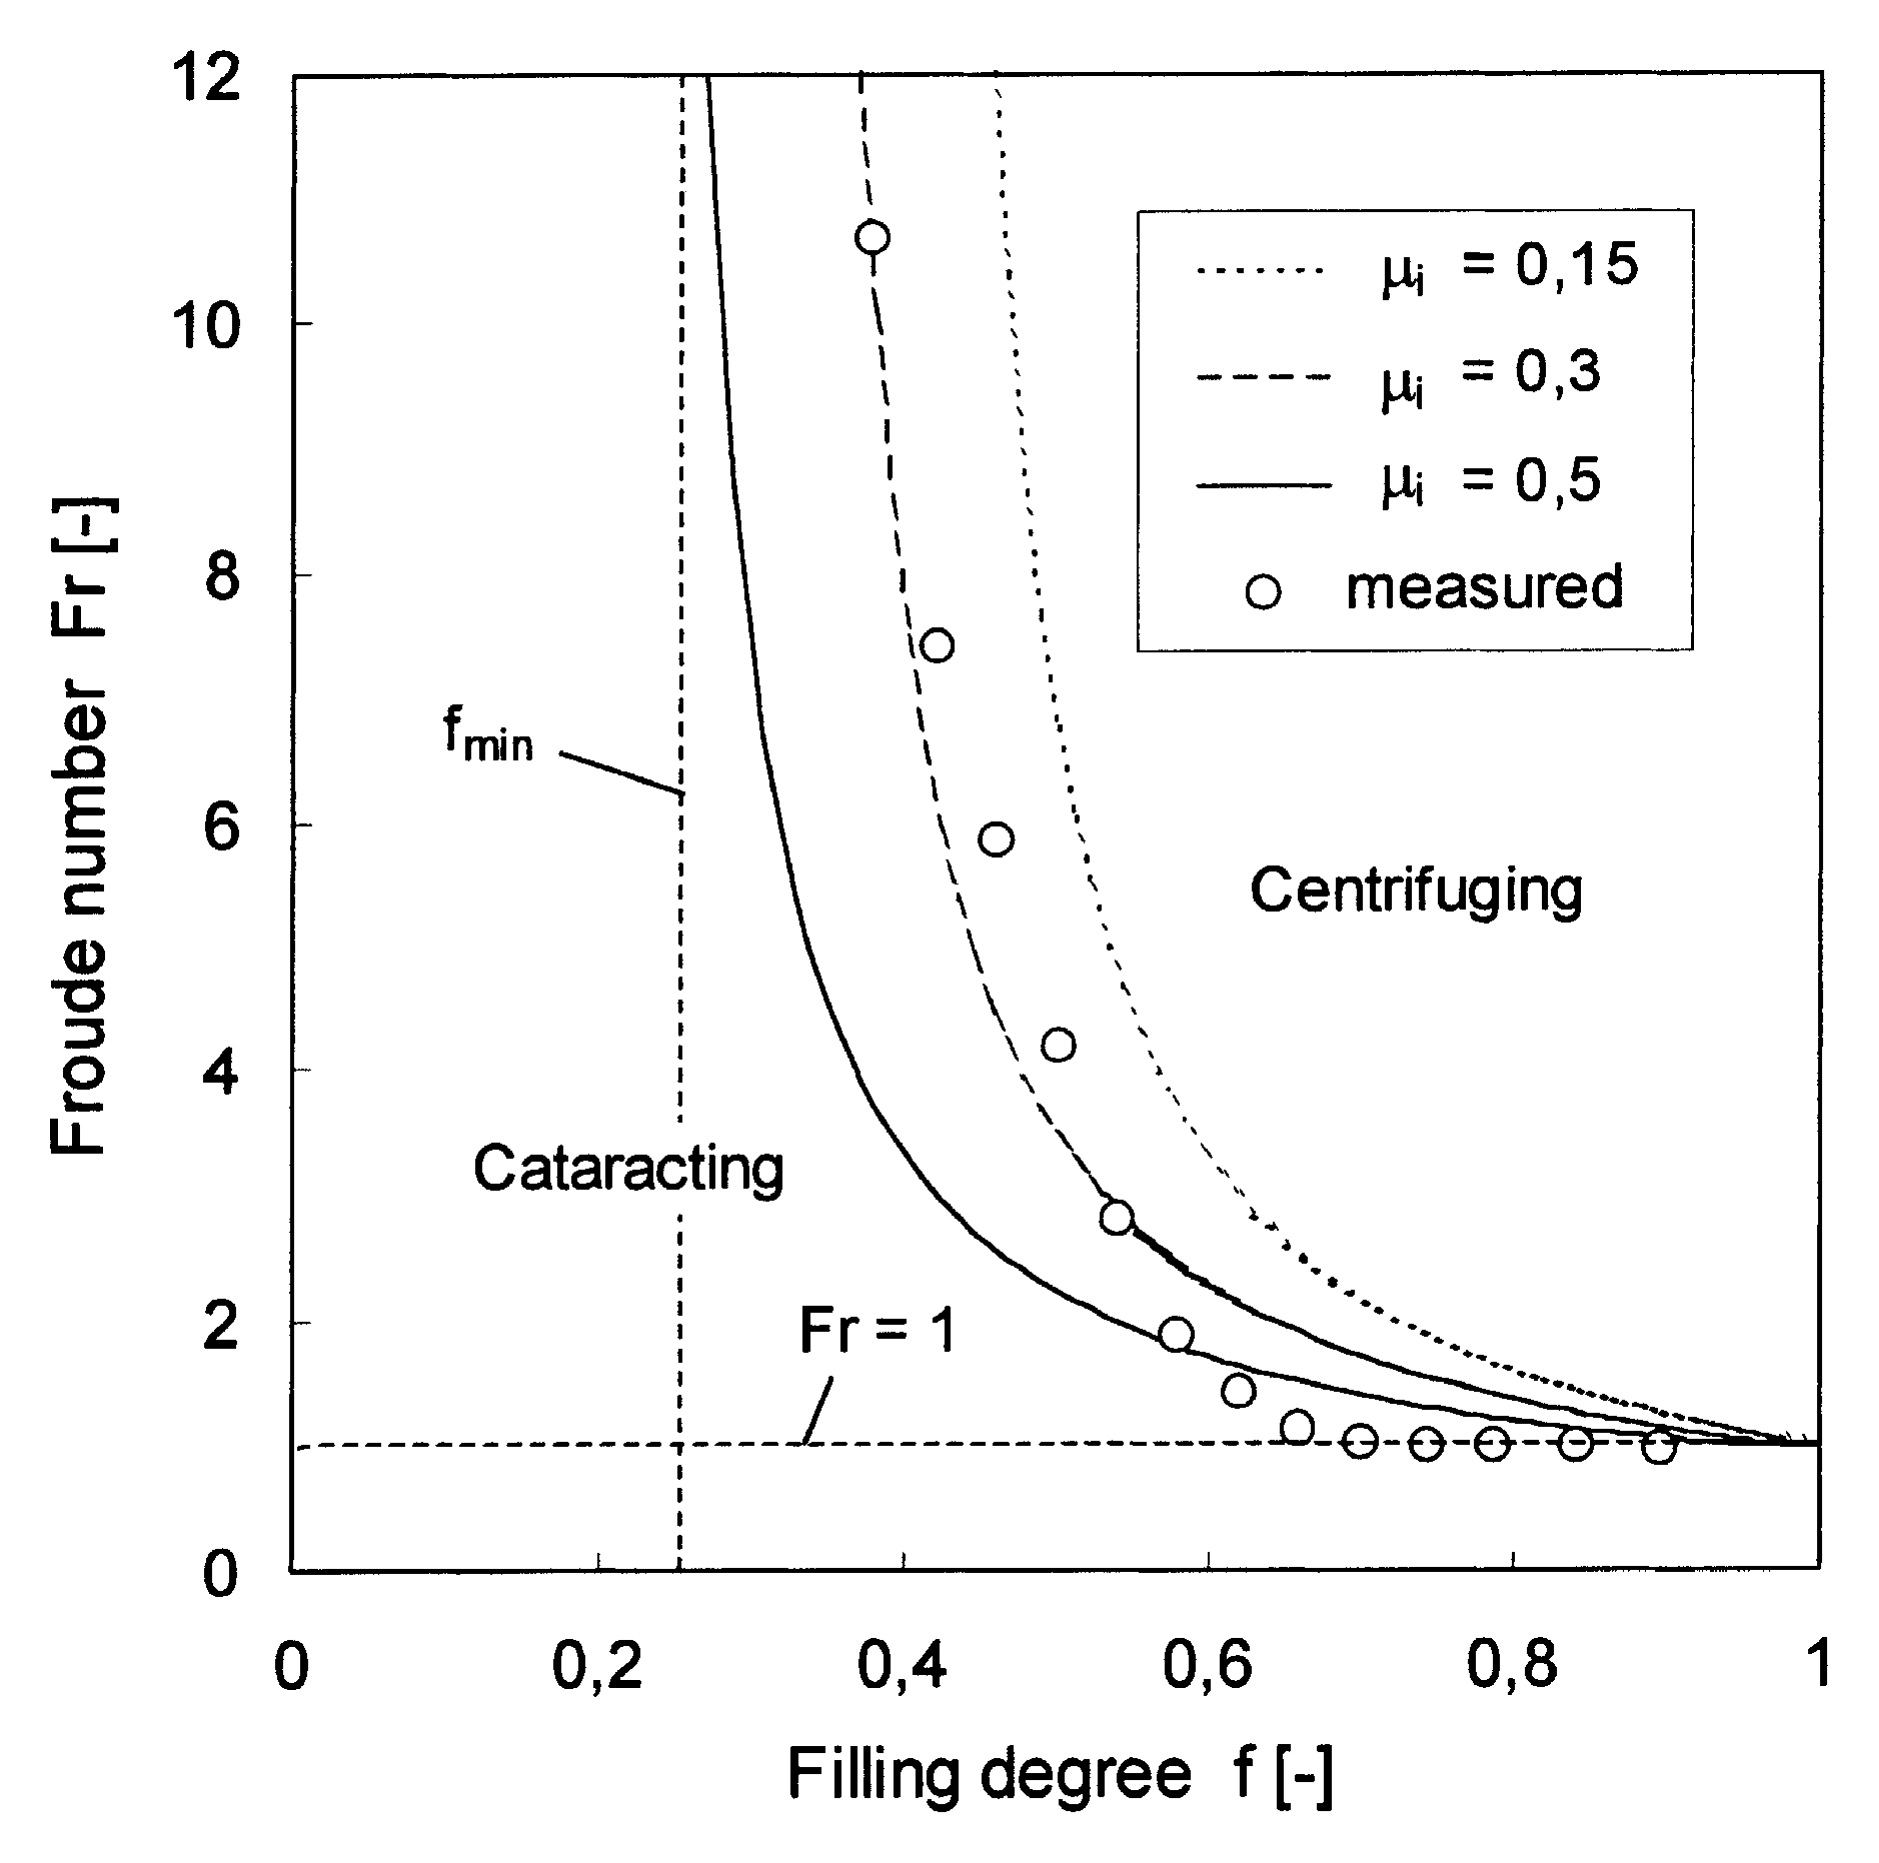 12
10
8
6
4
2
0
Froude number Fr [-]
μi = 0,15
μi = 0,3
μi = 0,5
measured
fmin
Centrifuging
Cataracting
Fr = 1
0
0,2
0,4
0,6
0,8
1
Filling degree f [-]